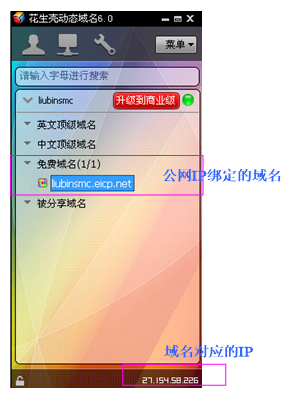 花生壳动态域名6.0
菜单
请输入字母进行搜索
liubinsmc 升级到商业级
英文顶级域名
中文顶级域名
免费域名(1/1)
liubinsmc.eicp.net
公网IP绑定的域名
被分享域名
域名对应的IP
27.154.58.226